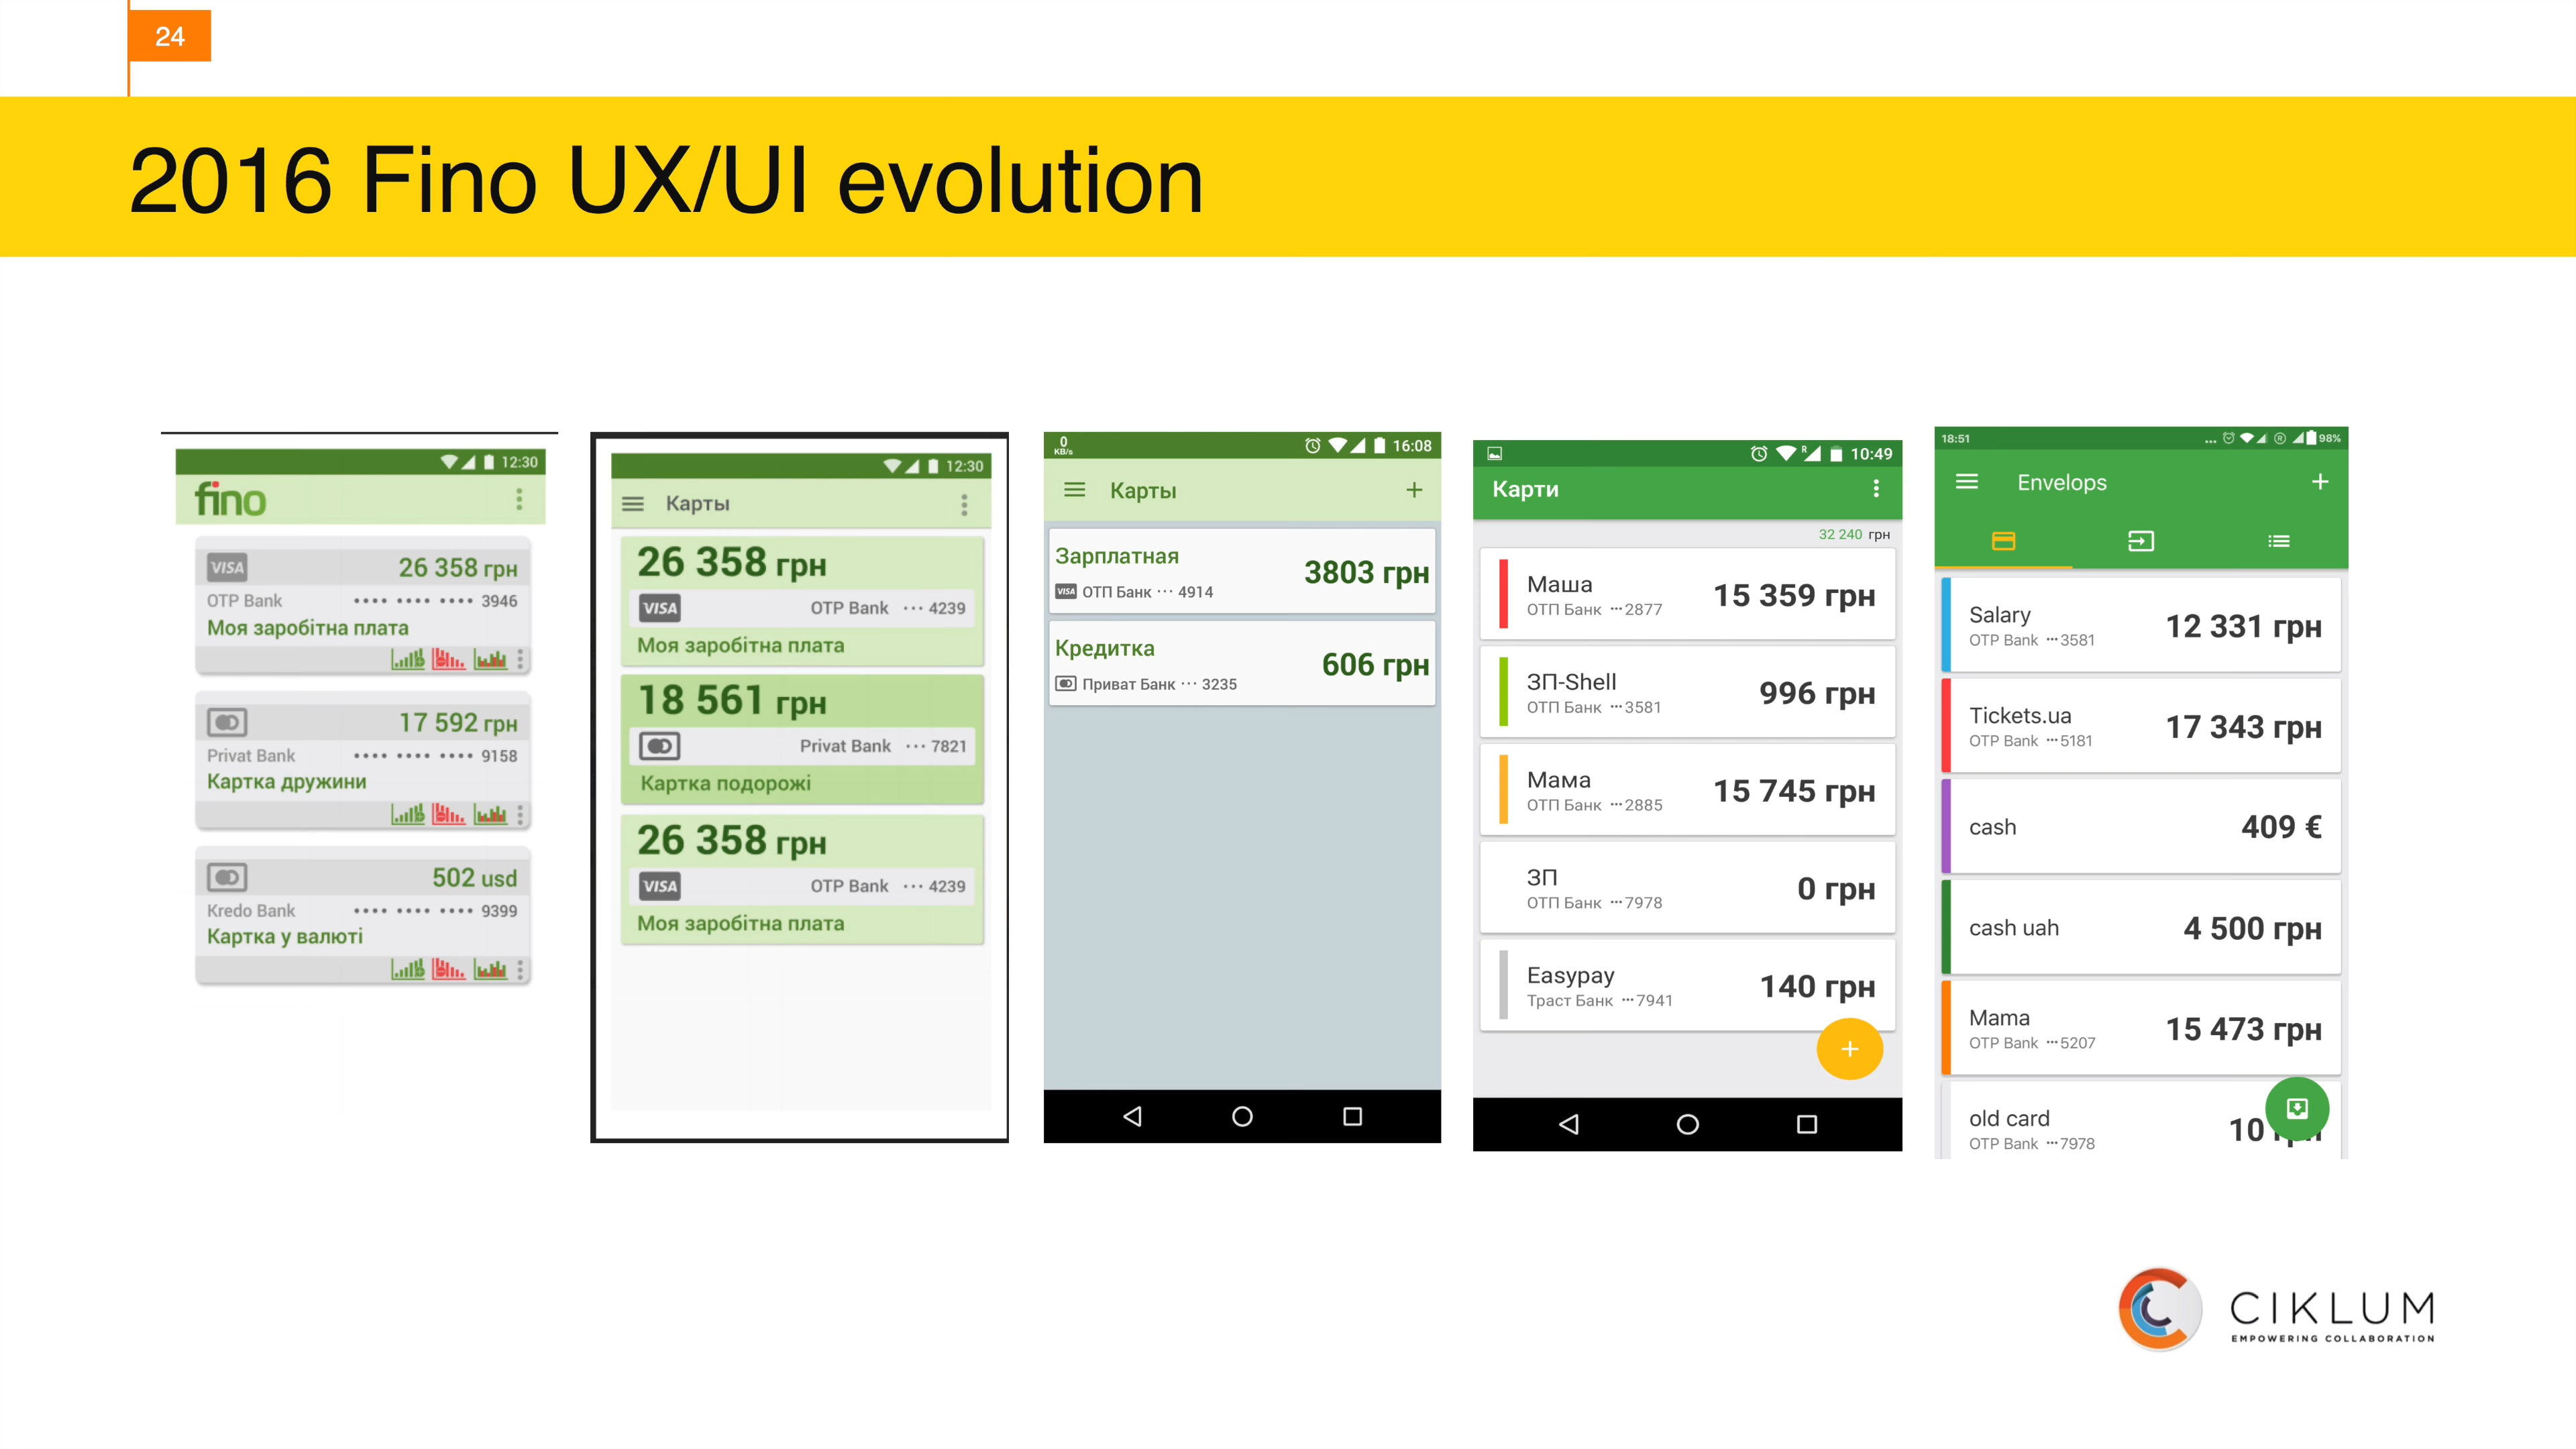 24
2016 Fino UX/UI evolution
12:30
fino
VISA
26 358 грн
OTP Bank •••• •••• •••• 3946
Моя заробітна плата
17 592 грн
Privat Bank •••• •••• •••• 9158
Картка дружини
502 usd
Kredo Bank •••• •••• •••• 9399
Картка у валюті
12:30
Карты
26 358 грн
VISA OTP Bank ··· 4239
Моя заробітна плата
18 561 грн
Privat Bank ··· 7821
Картка подорожі
26 358 грн
VISA OTP Bank ··· 4239
Моя заробітна плата
0
KB/s
16:08
Карты
Зарплатная
3803 грн
VISA ОТП Банк ··· 4914
Кредитка
606 грн
Приват Банк ··· 3235
R
10:49
Карти
32 240 грн
Маша
15 359 грн
ОТП Банк ···2877
ЗП-Shell
996 грн
ОТП Банк ···3581
Мама
15 745 грн
ОТП Банк ···2885
ЗП
0 грн
ОТП Банк ···7978
Easypay
140 грн
Траст Банк ···7941
18:51
... R 98%
Envelops
Salary
12 331 грн
OTP Bank ···3581
Tickets.ua
17 343 грн
OTP Bank ···5181
cash
409 €
cash uah
4 500 грн
Mama
15 473 грн
OTP Bank ···5207
old card
10
OTP Bank ···7978
CIKLUM
EMPOWERING COLLABORATION